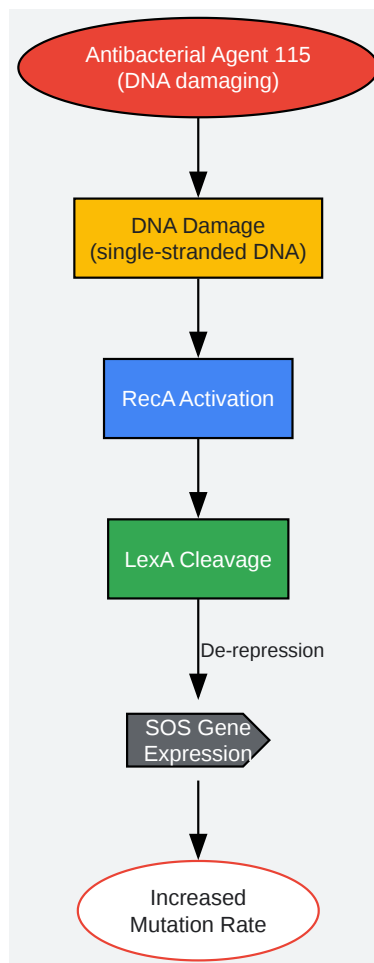 Antibacterial Agent 115
(DNA damaging)
DNA Damage
(single-stranded DNA)
RecA Activation
LexA Cleavage
De-repression
SOS Gene
Expression
Increased
Mutation Rate